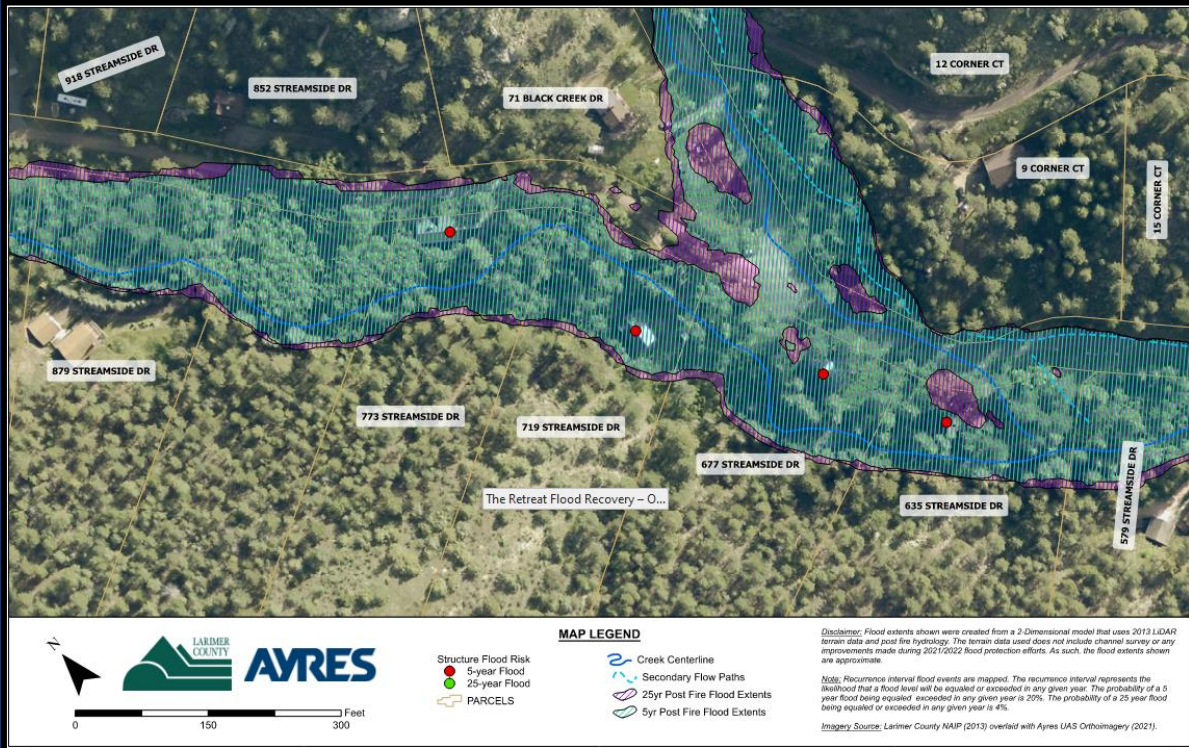 918 STREAMSIDE DR
852 STREAMSIDE DR
71 BLACK CREEK DR
12 CORNER CT
9 CORNER CT
15 CORNER CT
879 STREAMSIDE DR
773 STREAMSIDE DR
719 STREAMSIDE DR
677 STREAMSIDE DR
635 STREAMSIDE DR
579 STREAMSIDE DR
The Retreat Flood Recovery – O...
N
LARIMER
COUNTY
AYRES
Feet
0 150 300
MAP LEGEND
Structure Flood Risk
5-year Flood
25-year Flood
PARCELS
Creek Centerline
Secondary Flow Paths
25yr Post Fire Flood Extents
5yr Post Fire Flood Extents
Disclaimer: Flood extents shown were created from a 2-Dimensional model that uses 2013 LiDAR
terrain data and post fire hydrology. The terrain data used does not include channel survey or any
improvements made during 2021/2022 flood protection efforts. As such, the flood extents shown
are approximate.
Note: Recurrence interval flood events are mapped. The recurrence interval represents the
likelihood that a flood level will be equaled or exceeded in any given year. The probability of a 5
year flood being equaled exceeded in any given year is 20%. The probability of a 25 year flood
being equaled or exceeded in any given year is 4%.
Imagery Source: Larimer County NAIP (2013) overlaid with Ayres UAS Orthoimagery (2021).